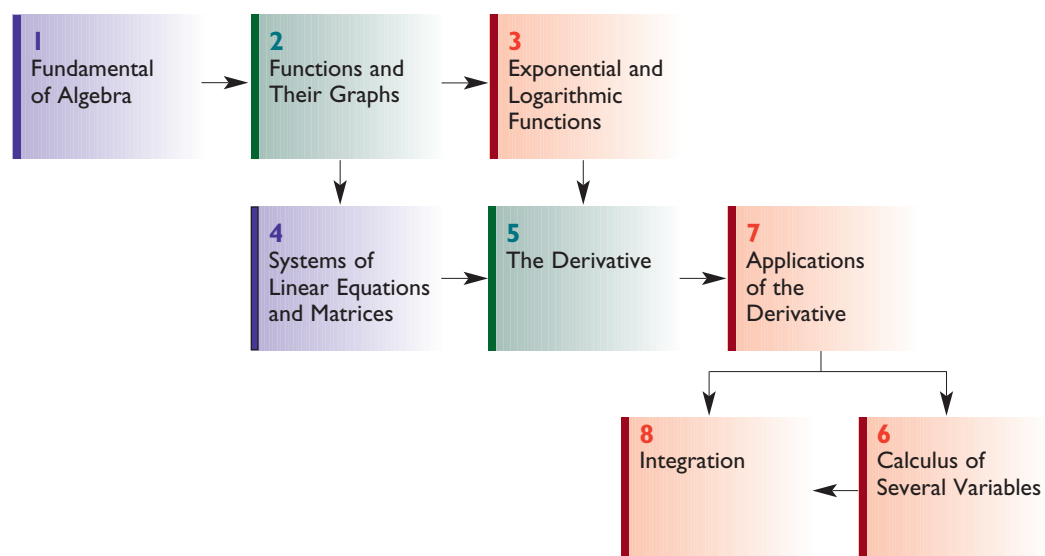 1
Fundamental
of Algebra
2
Functions and
Their Graphs
3
Exponential and
Logarithmic
Functions
4
Systems of
Linear Equations
and Matrices
5
The Derivative
7
Applications
of the
Derivative
8
Integration
6
Calculus of
Several Variables